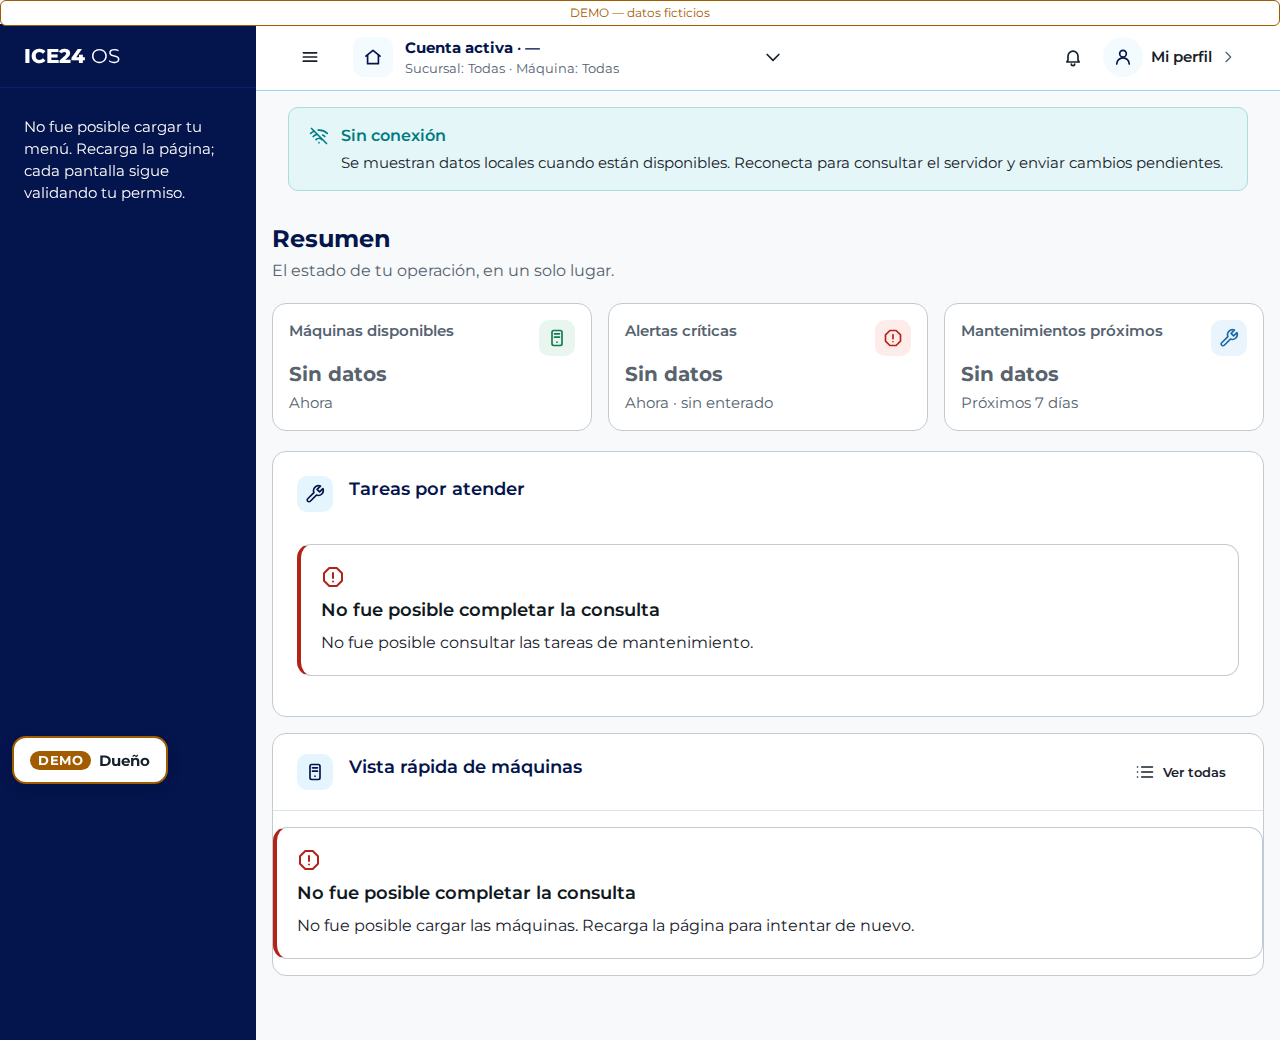 DEMO — datos ficticios
ICE24 OS
Cuenta activa · —
Sucursal: Todas · Máquina: Todas
Mi perfil
No fue posible cargar tu
menú. Recarga la página;
cada pantalla sigue
validando tu permiso.
Sin conexión
Se muestran datos locales cuando están disponibles. Reconecta para consultar el servidor y enviar cambios pendientes.
Resumen
El estado de tu operación, en un solo lugar.
Máquinas disponibles
Sin datos
Ahora
Alertas críticas
Sin datos
Ahora · sin enterado
Mantenimientos próximos
Sin datos
Próximos 7 días
Tareas por atender
No fue posible completar la consulta
No fue posible consultar las tareas de mantenimiento.
DEMO Dueño
Vista rápida de máquinas
Ver todas
No fue posible completar la consulta
No fue posible cargar las máquinas. Recarga la página para intentar de nuevo.